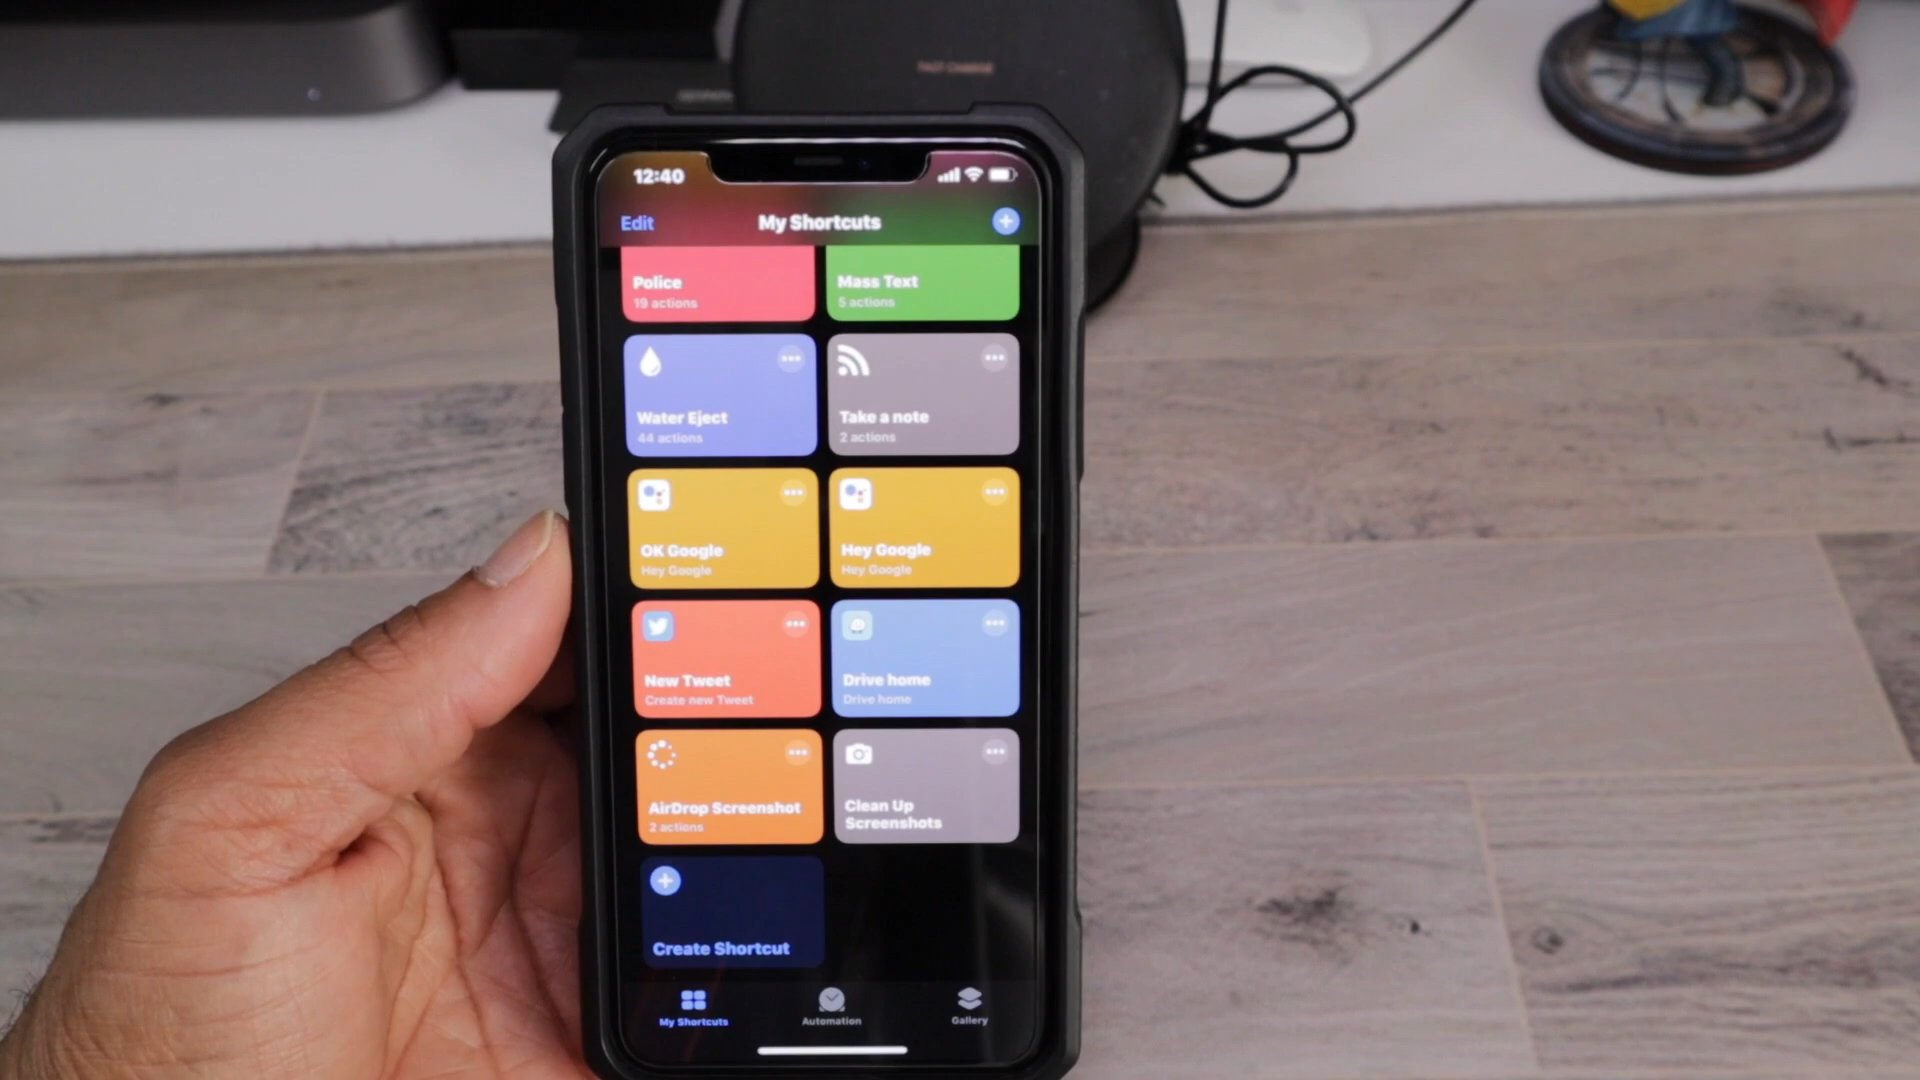 FAST CHARGE
12:40
Edit
My Shortcuts
Police
19 actions
Mass Text
5 actions
Water Eject
44 actions
Take a note
2 actions
OK Google
Hey Google
Hey Google
Hey Google
New Tweet
Create new Tweet
Drive home
Drive home
AirDrop Screenshot
2 actions
Clean Up
Screenshots
Create Shortcut
My Shortcuts
Automation
Gallery